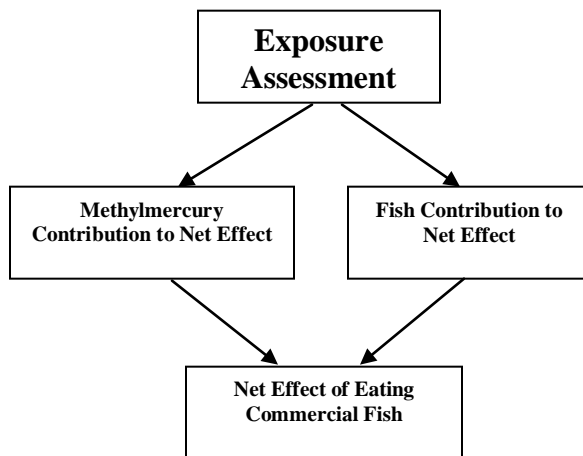 Exposure
Assessment
Methylmercury
Contribution to Net Effect
Fish Contribution to
Net Effect
Net Effect of Eating
Commercial Fish